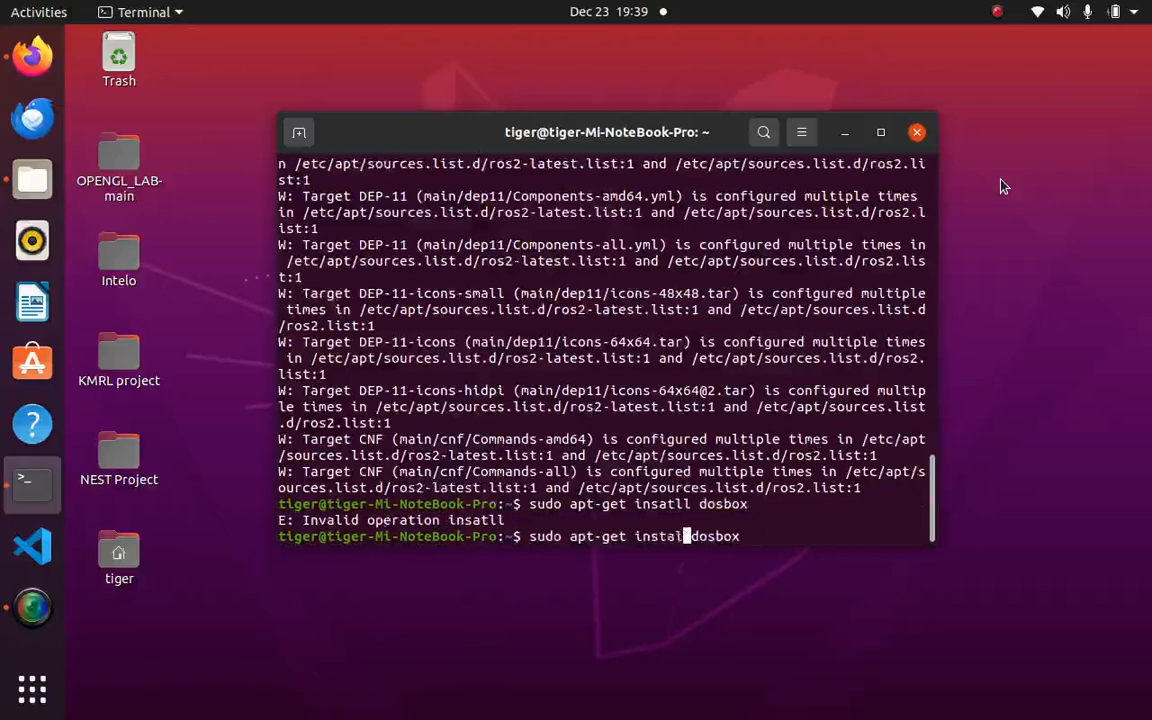 Activities
Terminal
Dec 23 19:39
Trash
OPENGL_LAB-
main
Intelo
KMRL project
NEST Project
tiger
tiger@tiger-Mi-NoteBook-Pro: ~
n /etc/apt/sources.list.d/ros2-latest.list:1 and /etc/apt/sources.list.d/ros2.li
st:1
W: Target DEP-11 (main/dep11/Components-amd64.yml) is configured multiple times
in /etc/apt/sources.list.d/ros2-latest.list:1 and /etc/apt/sources.list.d/ros2.l
ist:1
W: Target DEP-11 (main/dep11/Components-all.yml) is configured multiple times in
/etc/apt/sources.list.d/ros2-latest.list:1 and /etc/apt/sources.list.d/ros2.lis
t:1
W: Target DEP-11-icons-small (main/dep11/icons-48x48.tar) is configured multiple
times in /etc/apt/sources.list.d/ros2-latest.list:1 and /etc/apt/sources.list.d
/ros2.list:1
W: Target DEP-11-icons (main/dep11/icons-64x64.tar) is configured multiple times
in /etc/apt/sources.list.d/ros2-latest.list:1 and /etc/apt/sources.list.d/ros2.
list:1
W: Target DEP-11-icons-hidpi (main/dep11/icons-64x64@2.tar) is configured multip
le times in /etc/apt/sources.list.d/ros2-latest.list:1 and /etc/apt/sources.list
.d/ros2.list:1
W: Target CNF (main/cnf/Commands-amd64) is configured multiple times in /etc/apt
/sources.list.d/ros2-latest.list:1 and /etc/apt/sources.list.d/ros2.list:1
W: Target CNF (main/cnf/Commands-all) is configured multiple times in /etc/apt/s
ources.list.d/ros2-latest.list:1 and /etc/apt/sources.list.d/ros2.list:1
tiger@tiger-Mi-NoteBook-Pro:~$ sudo apt-get insatll dosbox
E: Invalid operation insatll
tiger@tiger-Mi-NoteBook-Pro:~$ sudo apt-get instal dosbox